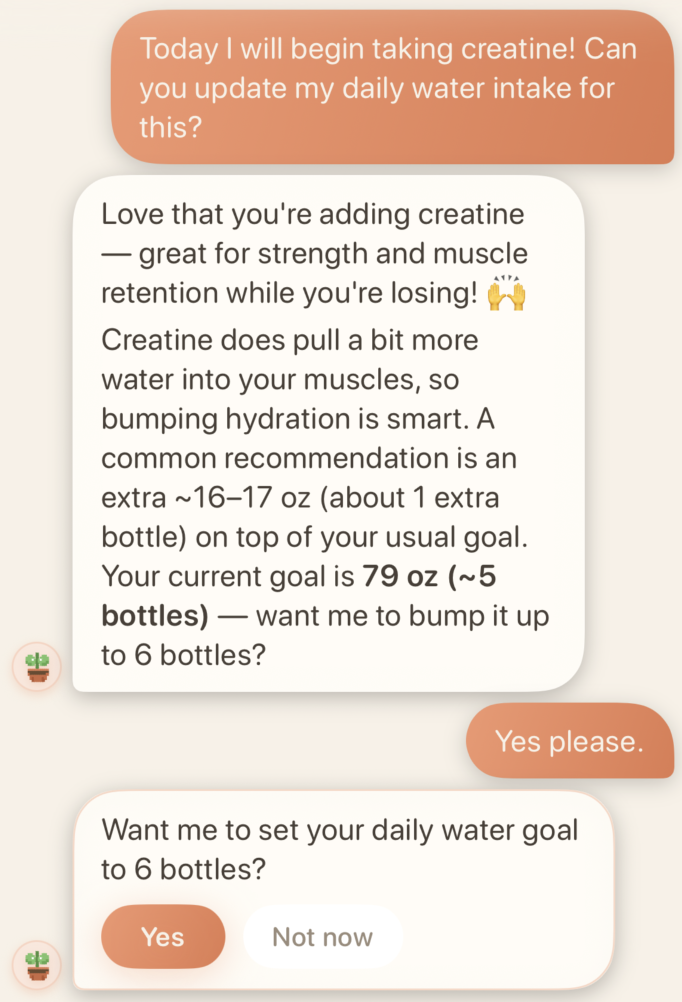 Today I will begin taking creatine! Can
you update my daily water intake for
this?
Love that you're adding creatine
— great for strength and muscle
retention while you're losing! 🙌
Creatine does pull a bit more
water into your muscles, so
bumping hydration is smart. A
common recommendation is an
extra ~16–17 oz (about 1 extra
bottle) on top of your usual goal.
Your current goal is 79 oz (~5
bottles) — want me to bump it up
to 6 bottles?
Yes please.
Want me to set your daily water goal
to 6 bottles?
Yes
Not now